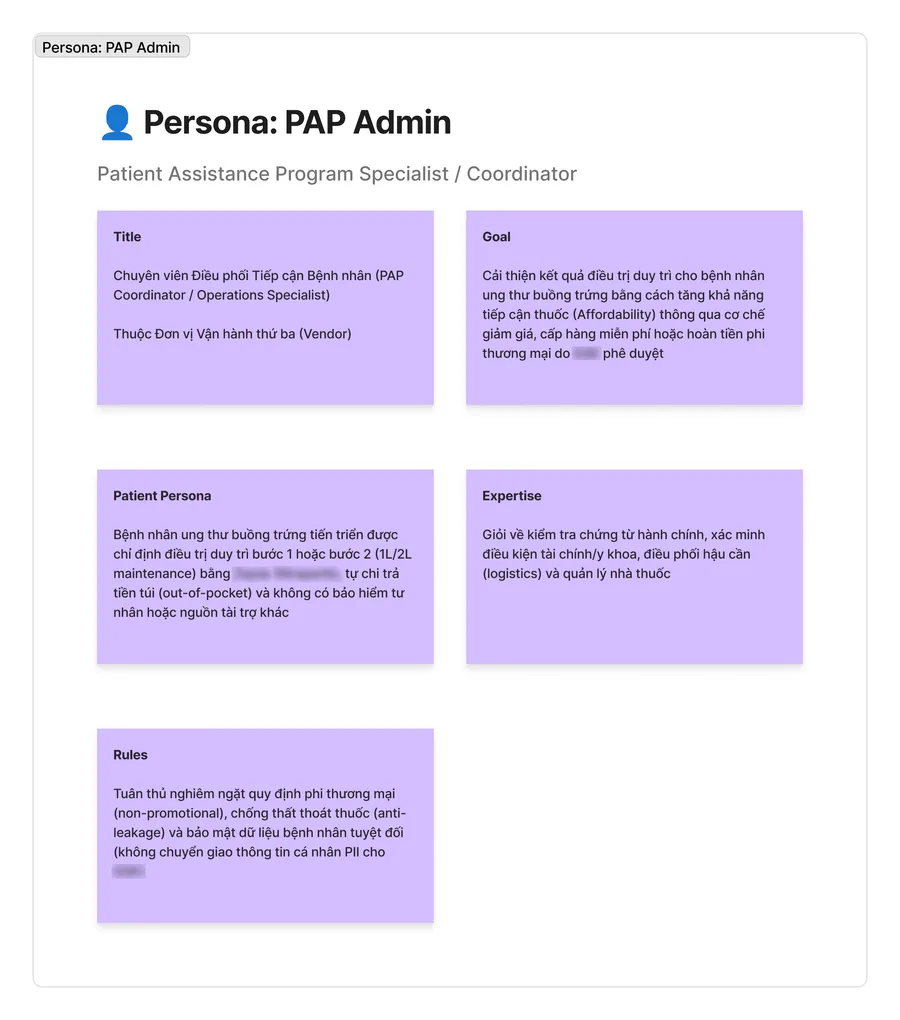 Persona: PAP Admin
👤 Persona: PAP Admin
Patient Assistance Program Specialist / Coordinator
Title
Chuyên viên Điều phối Tiếp cận Bệnh nhân (PAP
Coordinator / Operations Specialist)
Thuộc Đơn vị Vận hành thứ ba (Vendor)
Goal
Cải thiện kết quả điều trị duy trì cho bệnh nhân
ung thư buồng trứng bằng cách tăng khả năng
tiếp cận thuốc (Affordability) thông qua cơ chế
giảm giá, cấp hàng miễn phí hoặc hoàn tiền phi
thương mại do phê duyệt
Patient Persona
Bệnh nhân ung thư buồng trứng tiến triển được
chỉ định điều trị duy trì bước 1 hoặc bước 2 (1L/2L
maintenance) bằng tự chi trả
tiền túi (out-of-pocket) và không có bảo hiểm tư
nhân hoặc nguồn tài trợ khác
Expertise
Giỏi về kiểm tra chứng từ hành chính, xác minh
điều kiện tài chính/y khoa, điều phối hậu cần
(logistics) và quản lý nhà thuốc
Rules
Tuân thủ nghiêm ngặt quy định phi thương mại
(non-promotional), chống thất thoát thuốc (anti-
leakage) và bảo mật dữ liệu bệnh nhân tuyệt đối
(không chuyển giao thông tin cá nhân PII cho